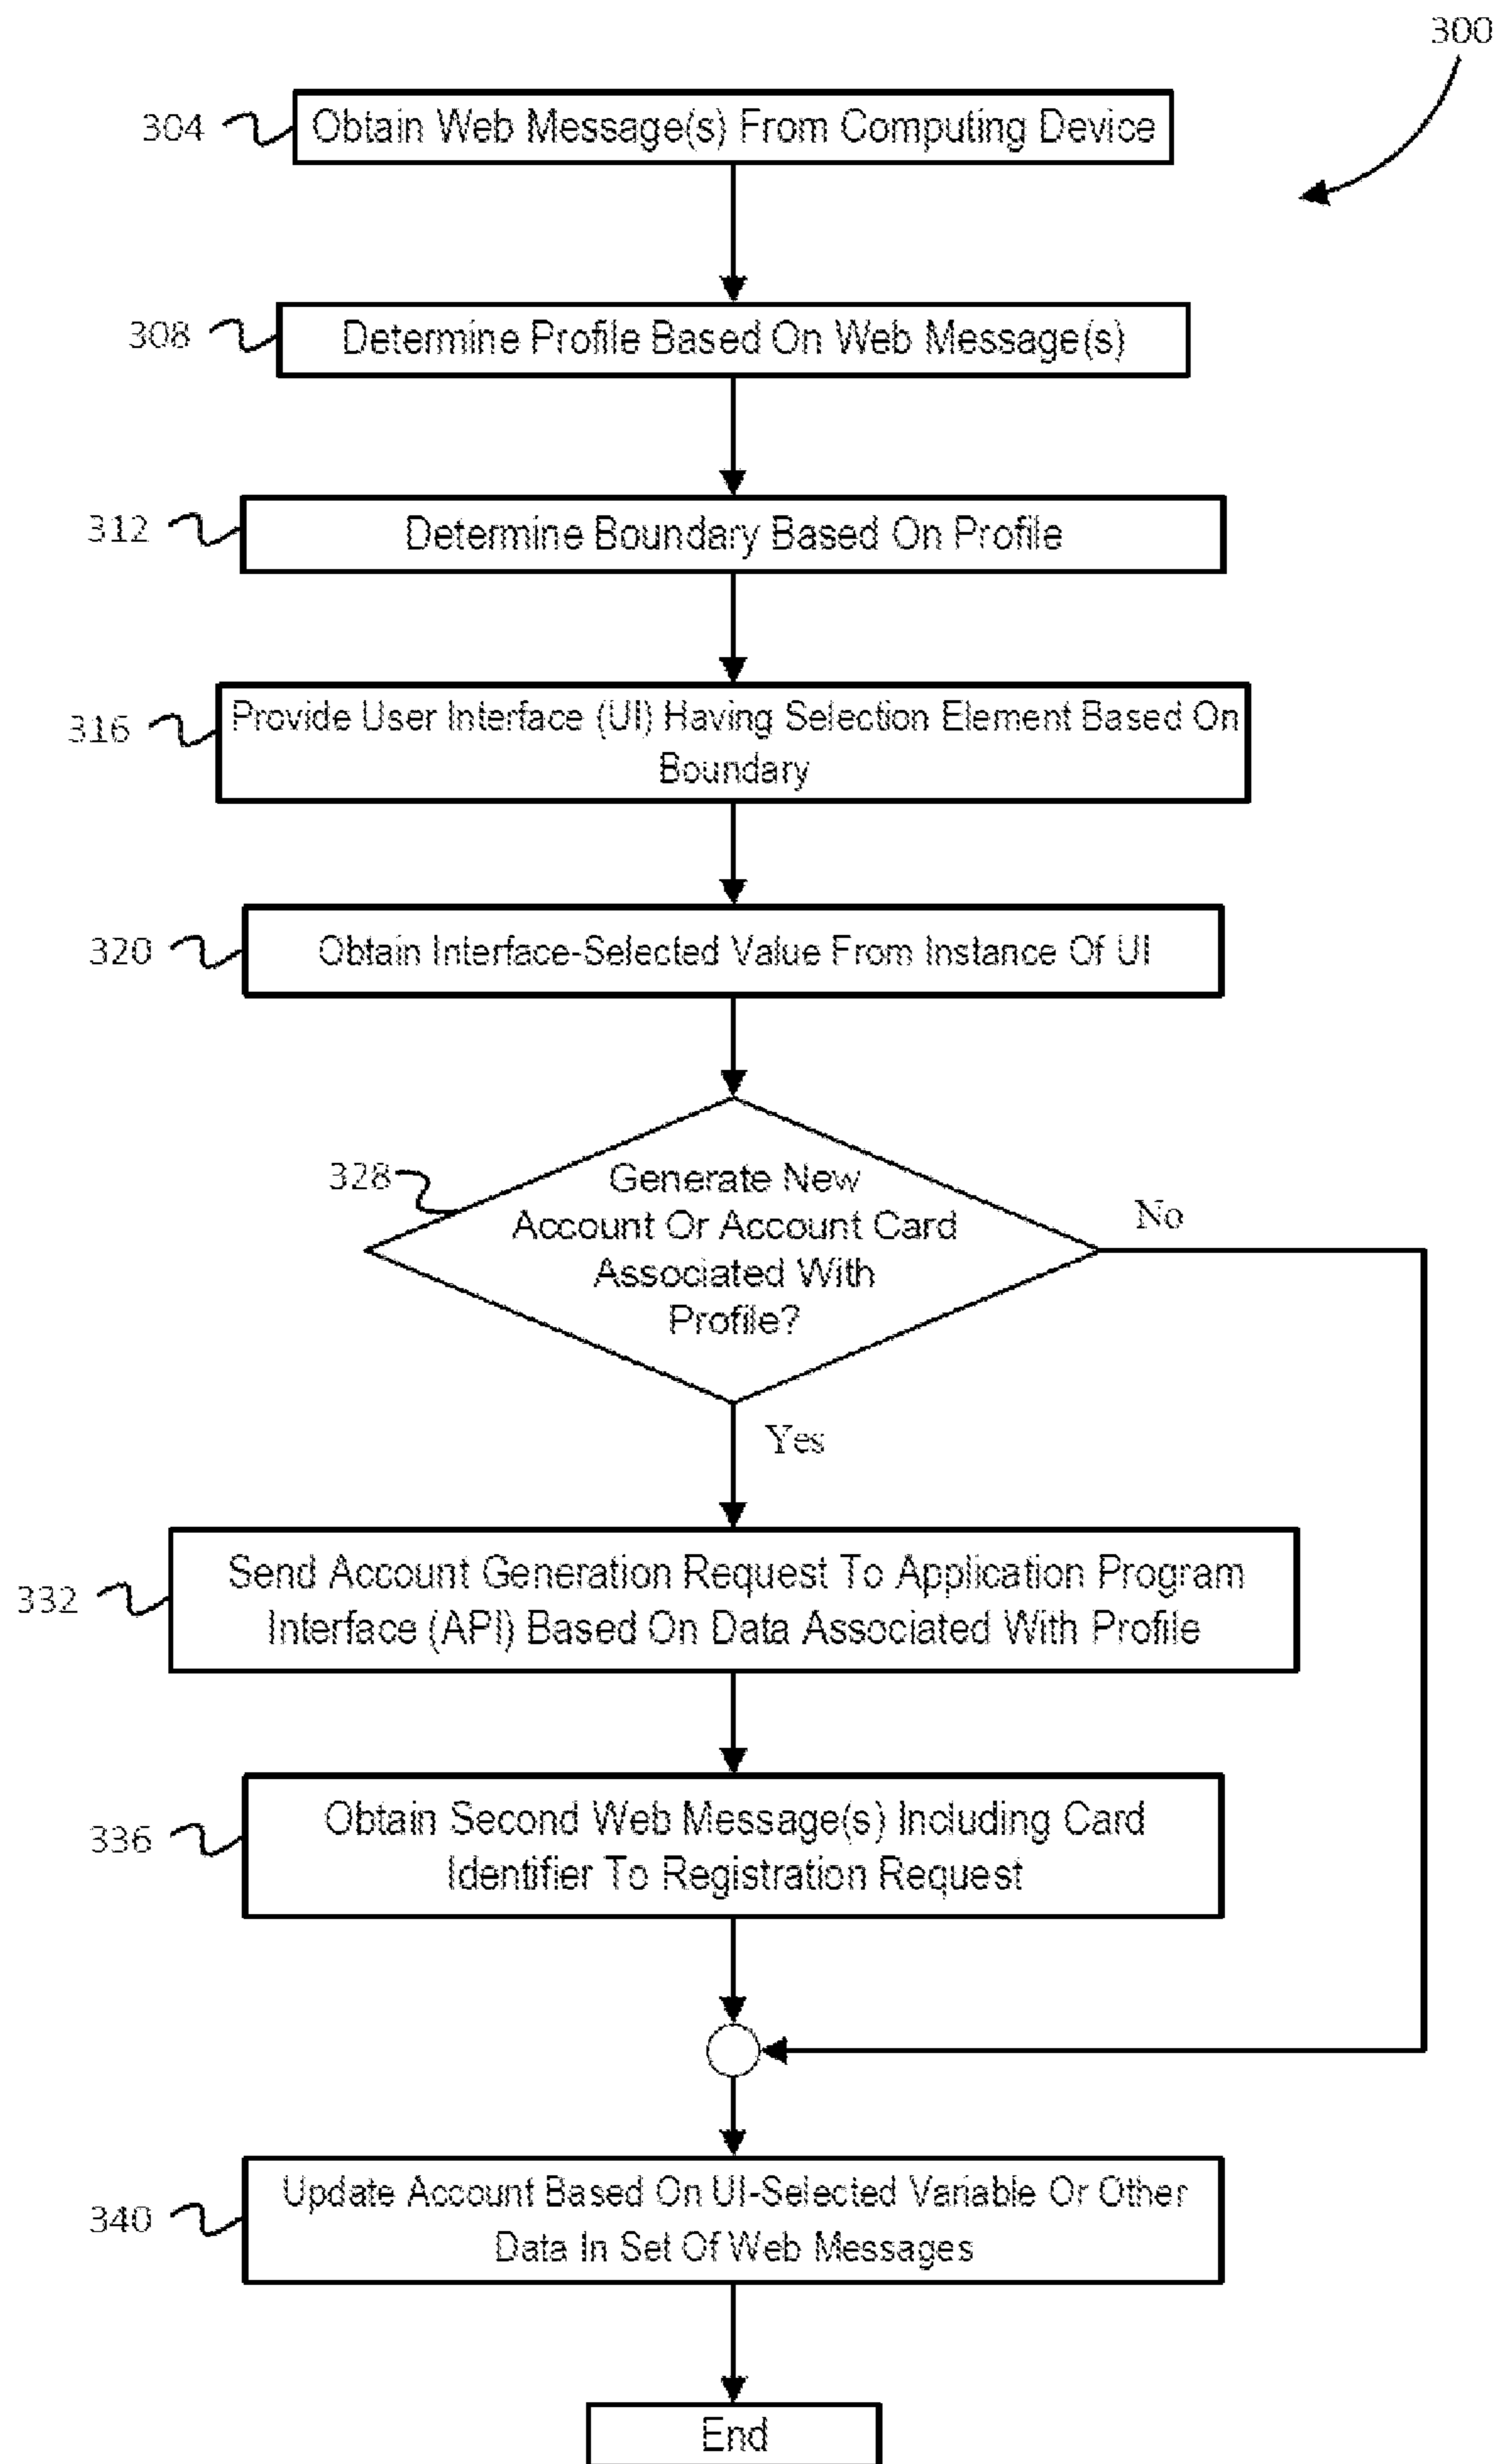 300
304
Obtain Web Message(s) From Computing Device
308
Determine Profile Based On Web Message(s)
312
Determine Boundary Based On Profile
316
Provide User Interface (UI) Having Selection Element Based On
Boundary
320
Obtain Interface-Selected Value From Instance Of UI
328
Generate New
Account Or Account Card
Associated With
Profile?
No
Yes
332
Send Account Generation Request To Application Program
Interface (API) Based On Data Associated With Profile
336
Obtain Second Web Message(s) Including Card
Identifier To Registration Request
340
Update Account Based On UI-Selected Variable Or Other
Data In Set Of Web Messages
End